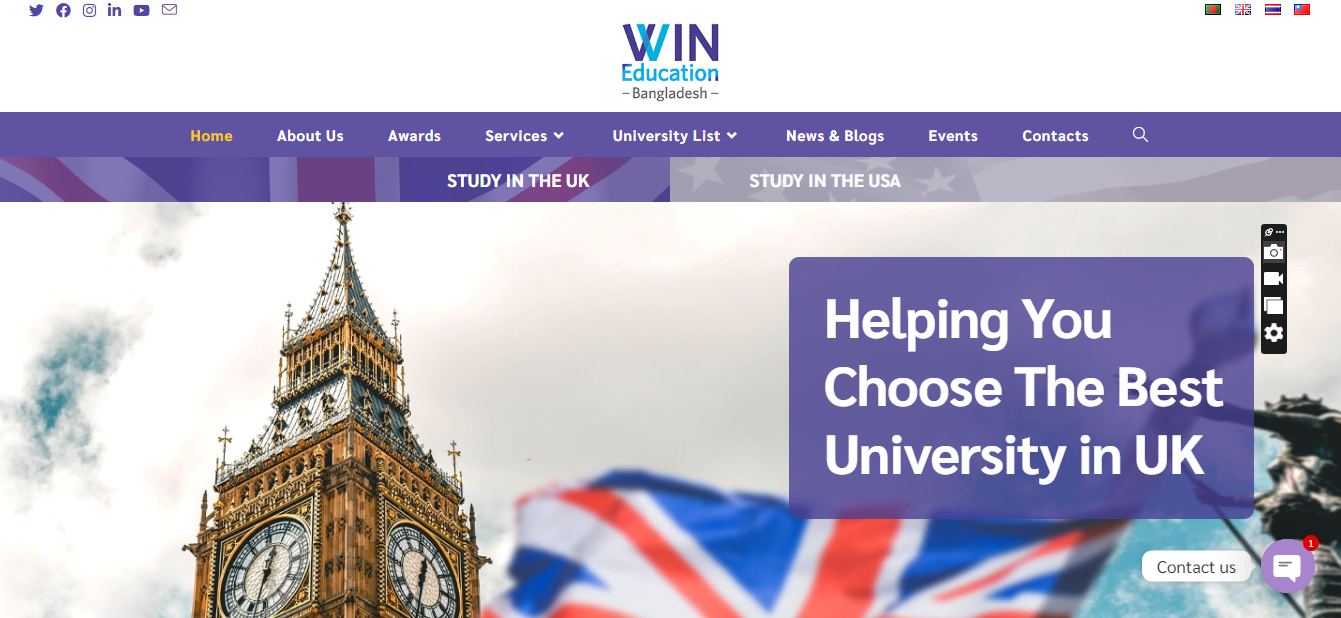 WIN
Education
– Bangladesh –
Home About Us Awards Services University List News & Blogs Events Contacts
STUDY IN THE UK STUDY IN THE USA
Helping You
Choose The Best
University in UK
1
Contact us